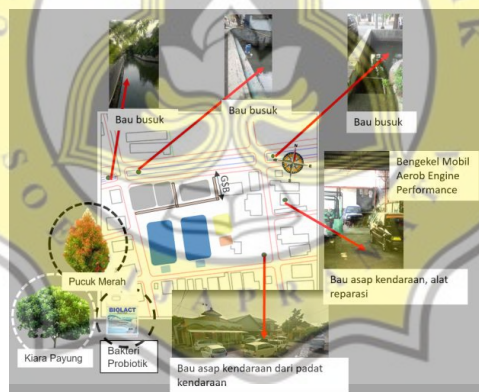 Bau busuk
Bau busuk
Bau busuk
GSB
Bengekel Mobil
Aerob Engine
Performance
Pucuk Merah
BIOLACT
Kiara Payung
Bakteri
Probiotik
Bau asap kendaraan, alat
reparasi
Bau asap kendaraan dari padat
kendaraan